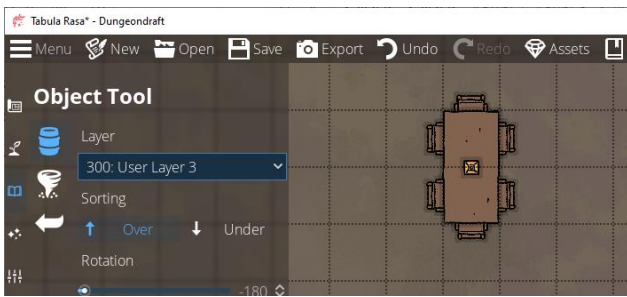 Tabula Rasa* - Dungeondraft
Menu New Open Save Export Undo Redo Assets
Object Tool
Layer
300: User Layer 3
Sorting
Over Under
Rotation
-180